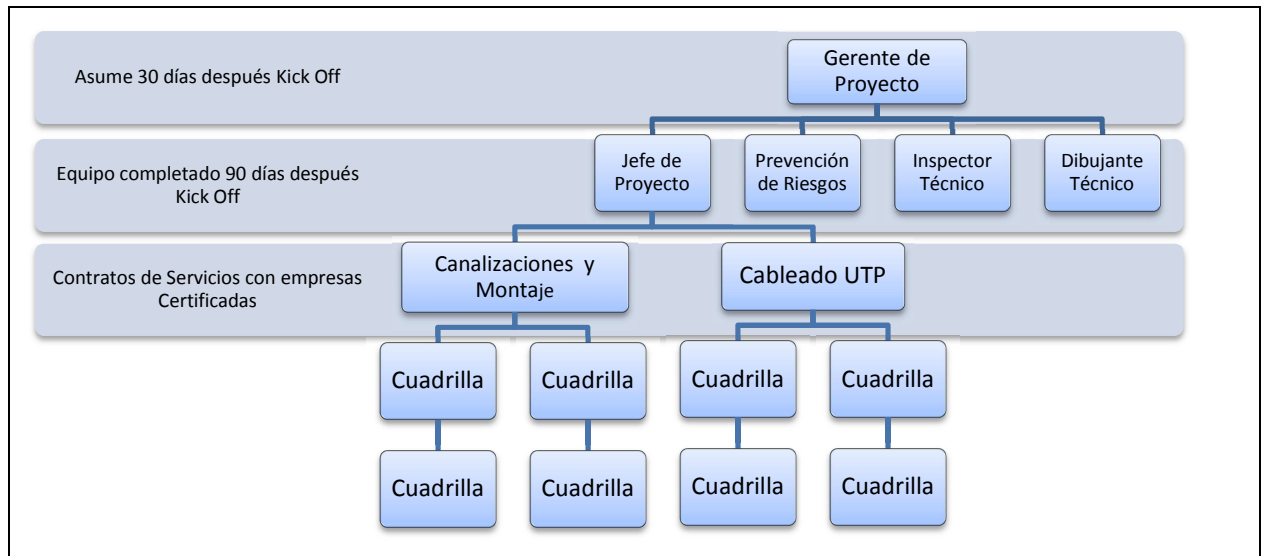 Asume 30 días después Kick Off
Gerente de
Proyecto
Equipo completado 90 días después
Kick Off
Jefe de
Proyecto
Prevención
de Riesgos
Inspector
Técnico
Dibujante
Técnico
Contratos de Servicios con empresas
Certificadas
Canalizaciones y
Montaje
Cableado UTP
Cuadrilla
Cuadrilla
Cuadrilla
Cuadrilla
Cuadrilla
Cuadrilla
Cuadrilla
Cuadrilla